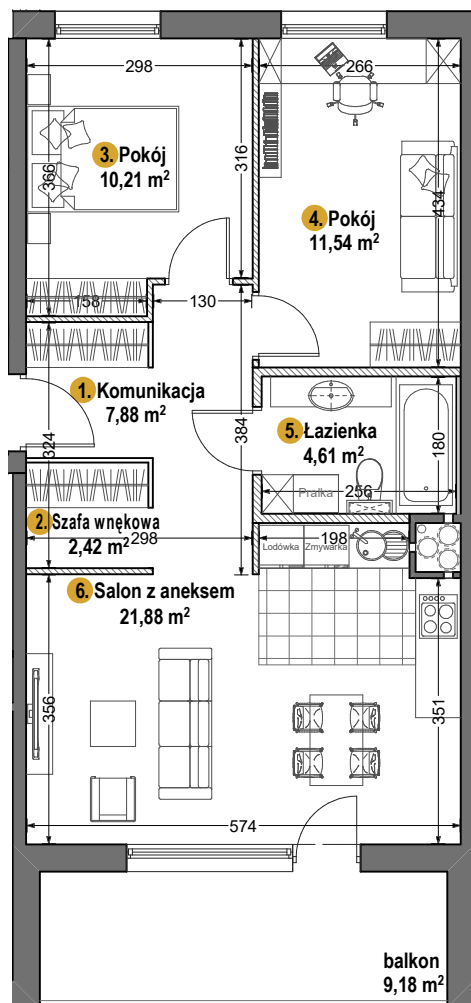 298
266
3. Pokój
10,21 m²
366
316
434
4. Pokój
11,54 m²
158
130
1. Komunikacja
7,88 m²
324
384
5. Łazienka
4,61 m²
180
Pralka
256
2. Szafa wnękowa
2,42 m²
298
198
Lodówka
Zmywarka
6. Salon z aneksem
21,88 m²
356
351
574
balkon
9,18 m²